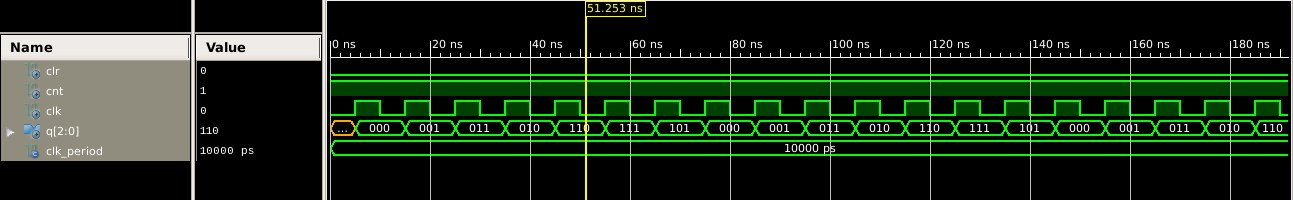 51.253 ns
Name Value 0 ns 20 ns 40 ns 60 ns 80 ns 100 ns 120 ns 140 ns 160 ns 180 ns
clr 0
cnt 1
clk 0
q[2:0] 110 ... 000 001 011 010 110 111 101 000 001 011 010 110 111 101 000 001 011 010 110
clk_period 10000 ps 10000 ps